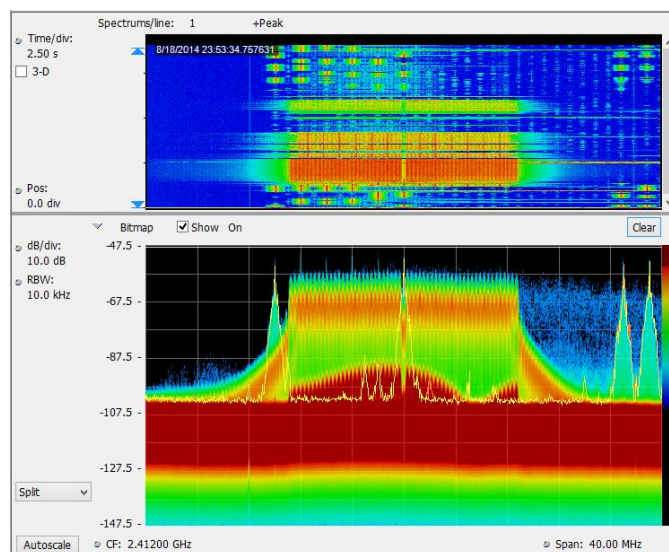 Spectrums/line: 1 +Peak
Time/div:
2.50 s
3-D
8/18/2014 23:53:34.757631
Pos:
0.0 div
Bitmap Show On Clear
dB/div:
10.0 dB
RBW:
10.0 kHz
-47.5
-67.5
-87.5
-107.5
-127.5
-147.5
Split
Autoscale CF: 2.41200 GHz Span: 40.00 MHz